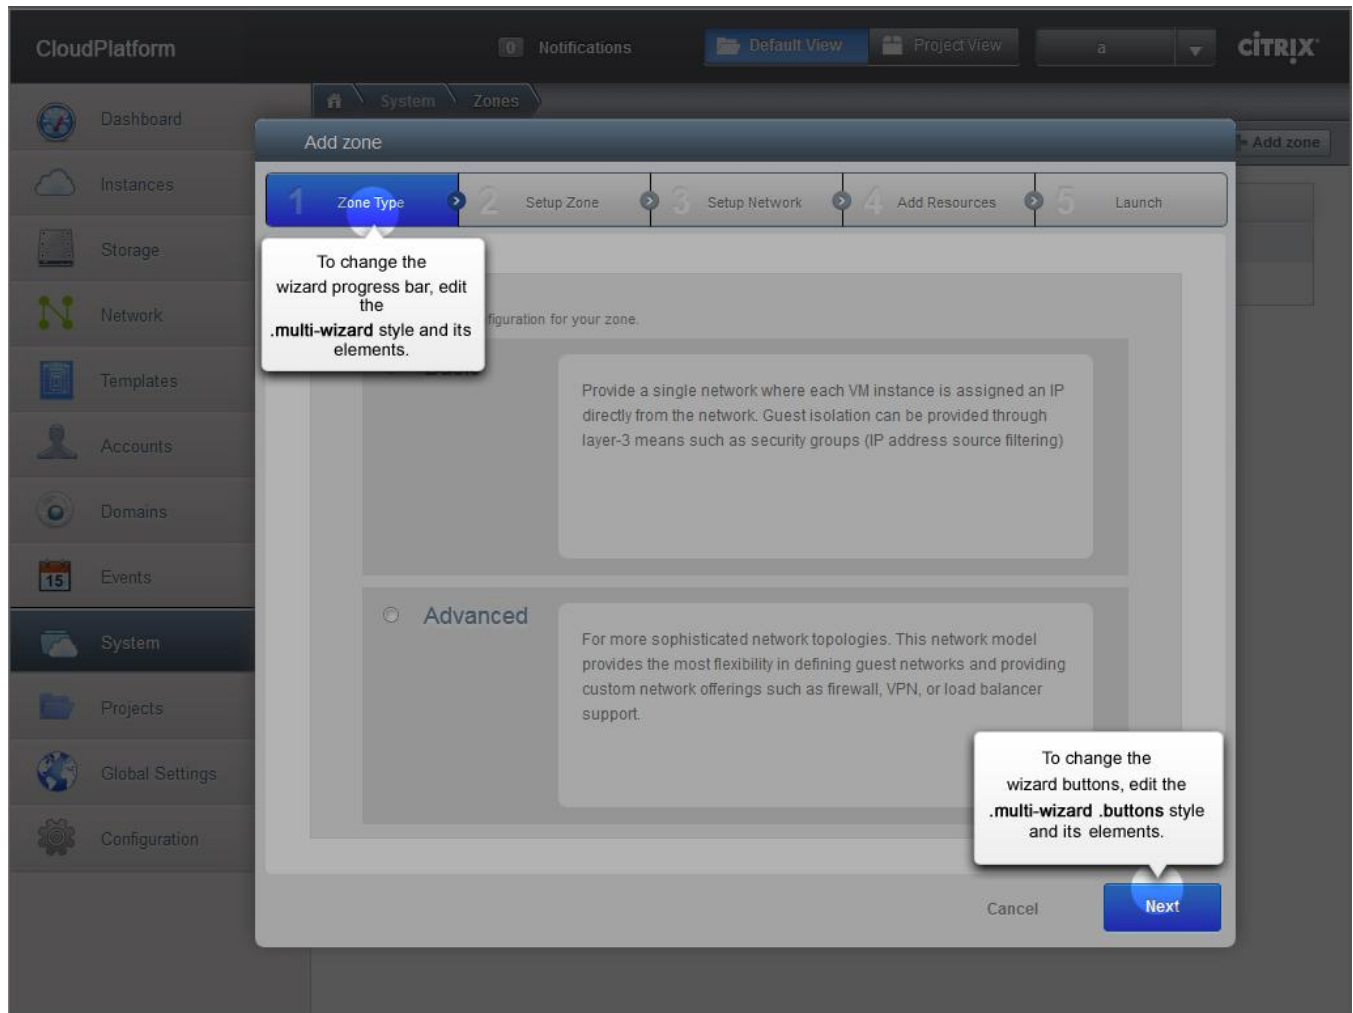 CloudPlatform
0 Notifications
Default View
Project View
a
CİTRIX
System
Zones
Dashboard
Instances
Storage
Network
Templates
Accounts
Domains
15
Events
System
Projects
Global Settings
Configuration
Add zone
Add zone
1 Zone Type
2 Setup Zone
3 Setup Network
4 Add Resources
5 Launch
To change the
wizard progress bar, edit
the
.multi-wizard style and its
elements.
for your zone.
Provide a single network where each VM instance is assigned an IP
directly from the network. Guest isolation can be provided through
layer-3 means such as security groups (IP address source filtering)
Advanced
For more sophisticated network topologies. This network model
provides the most flexibility in defining guest networks and providing
custom network offerings such as firewall, VPN, or load balancer
support.
To change the
wizard buttons, edit the
.multi-wizard .buttons style
and its elements.
Cancel
Next